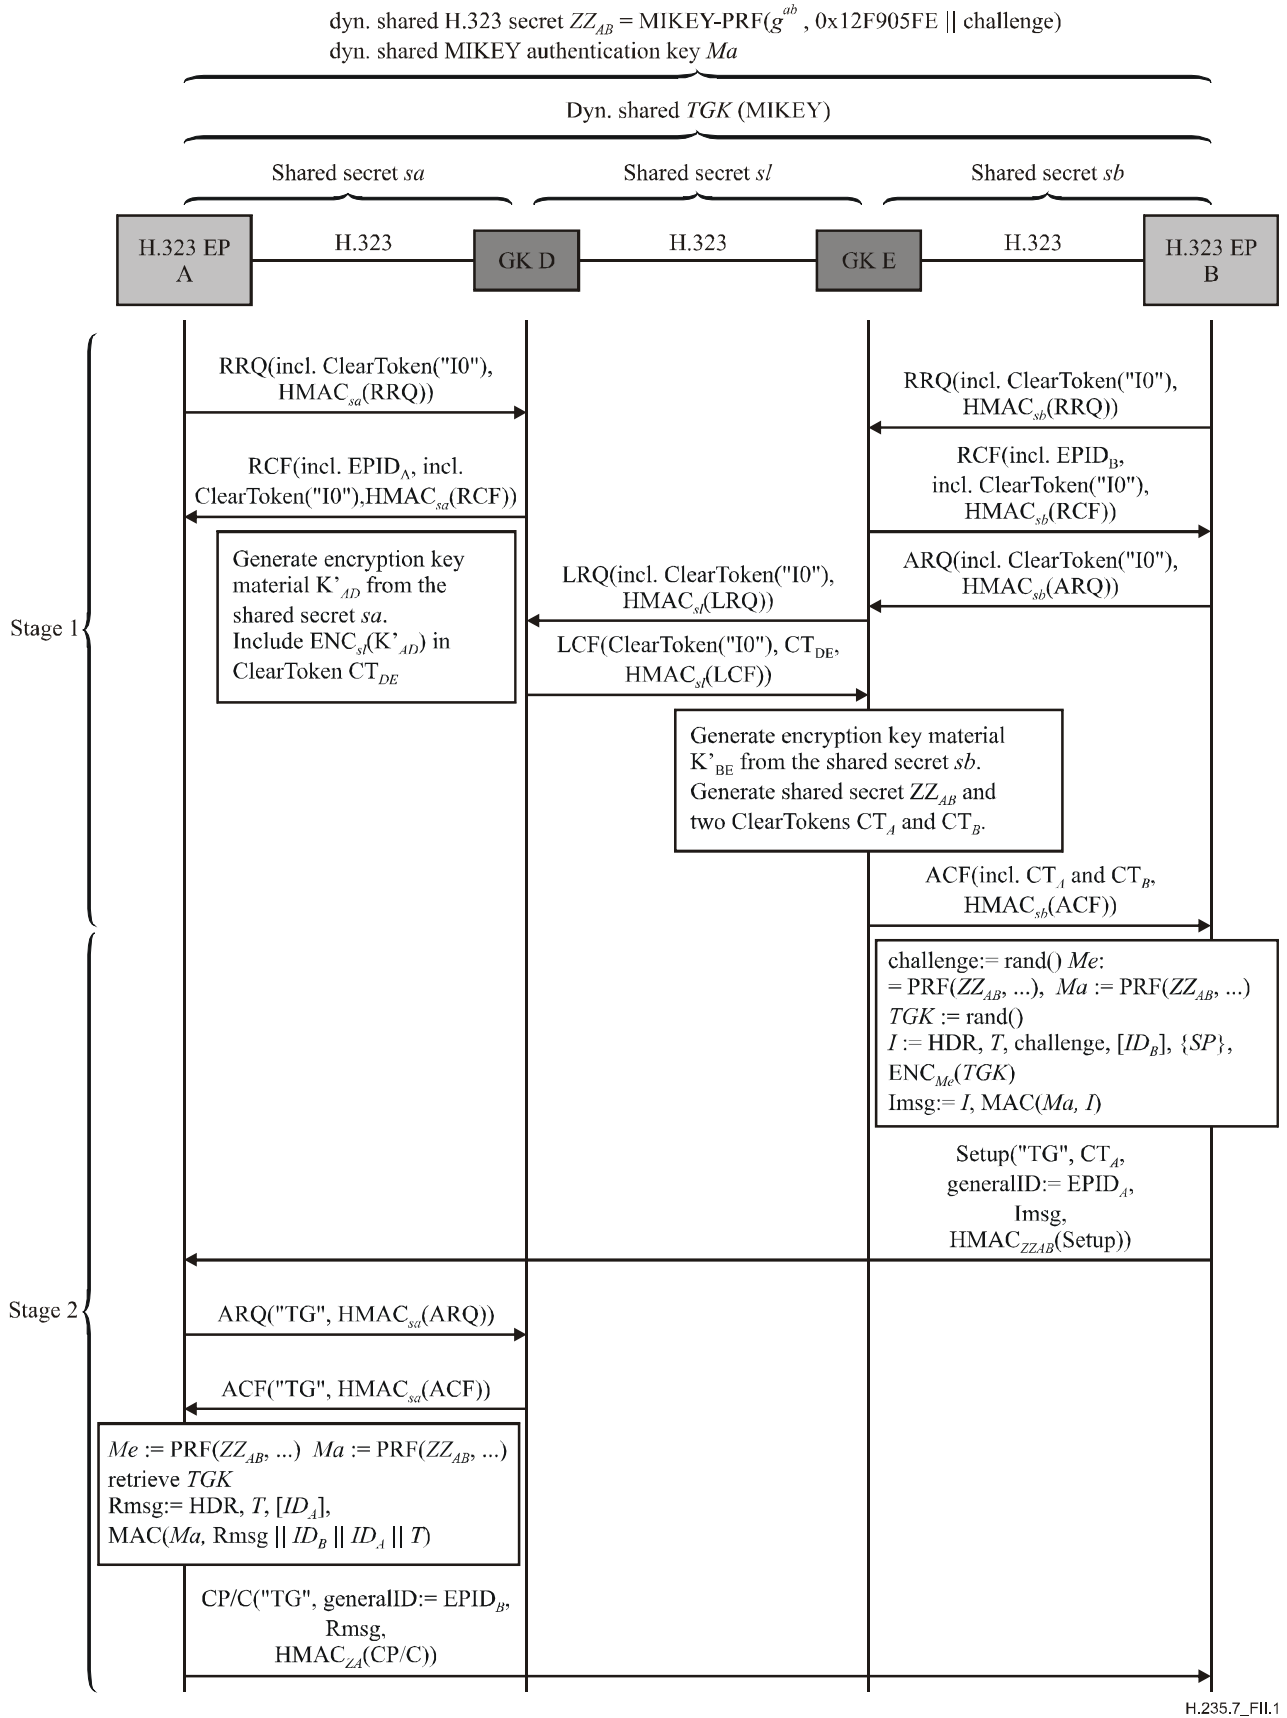 dyn. shared H.323 secret ZZAB = MIKEY-PRF(g^ab , 0x12F905FE || challenge)
dyn. shared MIKEY authentication key Ma
Dyn. shared TGK (MIKEY)
Shared secret sa
Shared secret sl
Shared secret sb
H.323 EP
A
H.323
GK D
H.323
GK E
H.323
H.323 EP
B
Stage 1
RRQ(incl. ClearToken("I0"),
HMACsa(RRQ))
RRQ(incl. ClearToken("I0"),
HMACsb(RRQ))
RCF(incl. EPIDA, incl.
ClearToken("I0"),HMACsa(RCF))
RCF(incl. EPIDB,
incl. ClearToken("I0"),
HMACsb(RCF))
Generate encryption key
material K'AD from the
shared secret sa.
Include ENCsl(K'AD) in
ClearToken CTDE
ARQ(incl. ClearToken("I0"),
HMACsb(ARQ))
LRQ(incl. ClearToken("I0"),
HMACsl(LRQ))
LCF(ClearToken("I0"), CTDE,
HMACsl(LCF))
Generate encryption key material
K'BE from the shared secret sb.
Generate shared secret ZZAB and
two ClearTokens CTA and CTB.
ACF(incl. CTA and CTB,
HMACsb(ACF))
Stage 2
challenge:= rand() Me:
= PRF(ZZAB, ...), Ma := PRF(ZZAB, ...)
TGK := rand()
I := HDR, T, challenge, [IDB], {SP},
ENCMe(TGK)
Imsg:= I, MAC(Ma, I)
Setup("TG", CTA,
generalID:= EPIDA,
Imsg,
HMACZZAB(Setup))
ARQ("TG", HMACsa(ARQ))
ACF("TG", HMACsa(ACF))
Me := PRF(ZZAB, ...) Ma := PRF(ZZAB, ...)
retrieve TGK
Rmsg:= HDR, T, [IDA],
MAC(Ma, Rmsg || IDB || IDA || T)
CP/C("TG", generalID:= EPIDB,
Rmsg,
HMACZA(CP/C))
H.235.7_FII.1